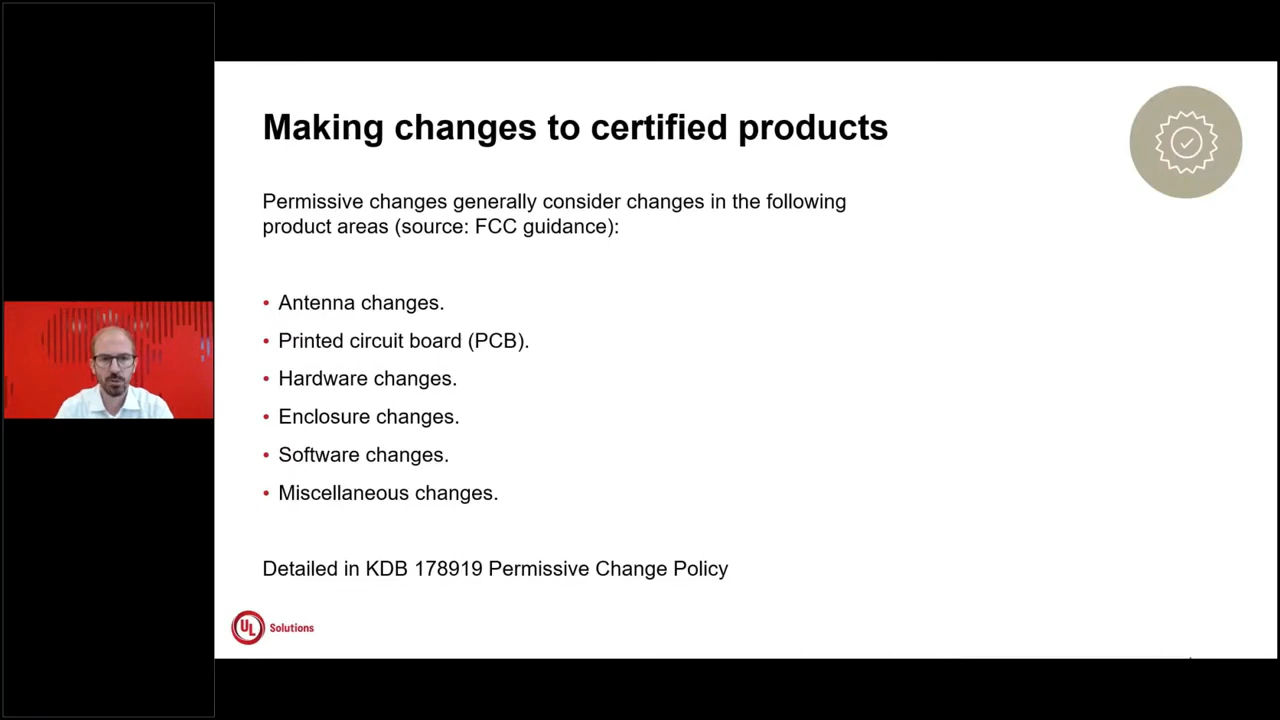 Making changes to certified products
Permissive changes generally consider changes in the following
product areas (source: FCC guidance):
• Antenna changes.
• Printed circuit board (PCB).
• Hardware changes.
• Enclosure changes.
• Software changes.
• Miscellaneous changes.
Detailed in KDB 178919 Permissive Change Policy
UL Solutions